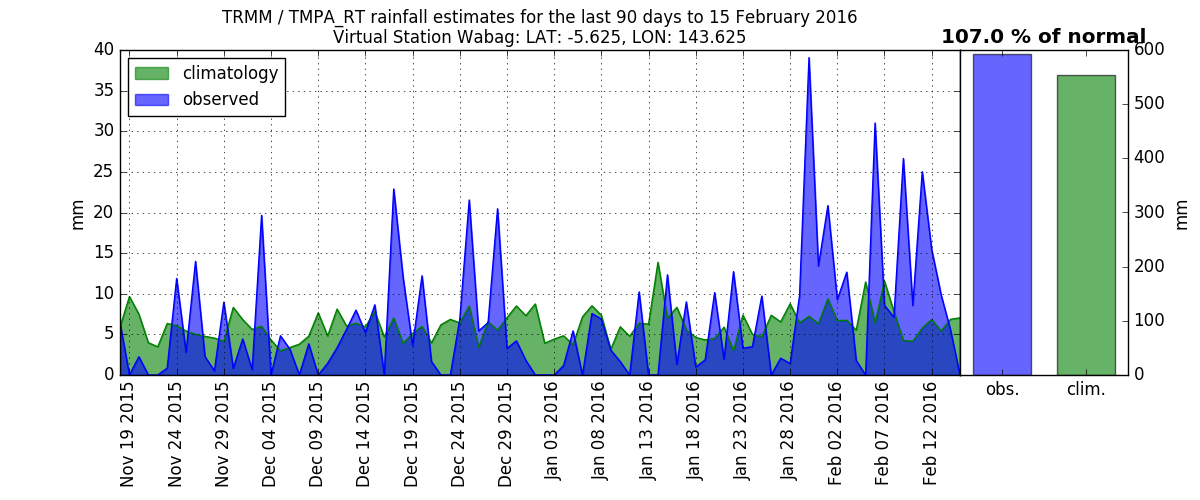 TRMM / TMPA_RT rainfall estimates for the last 90 days to 15 February 2016
Virtual Station Wabag: LAT: -5.625, LON: 143.625
107.0 % of normal
climatology
observed
40
35
30
25
20
15
10
5
0
mm
Nov 19 2015
Nov 24 2015
Nov 29 2015
Dec 04 2015
Dec 09 2015
Dec 14 2015
Dec 19 2015
Dec 24 2015
Dec 29 2015
Jan 03 2016
Jan 08 2016
Jan 13 2016
Jan 18 2016
Jan 23 2016
Jan 28 2016
Feb 02 2016
Feb 07 2016
Feb 12 2016
obs.
clim.
600
500
400
300
200
100
0
mm